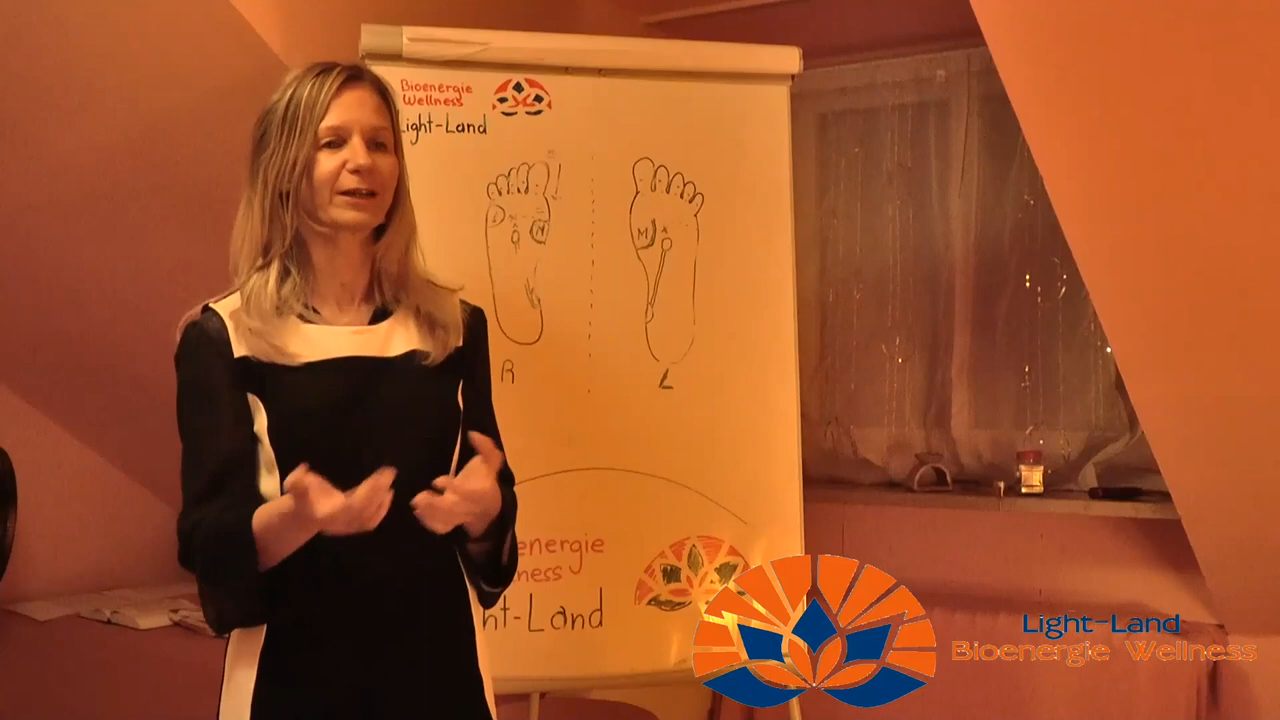 Bioenergie
Wellness
Light-Land
M
M
R
L
energie
ness
ht-Land
Light-Land
Bioenergie Wellness